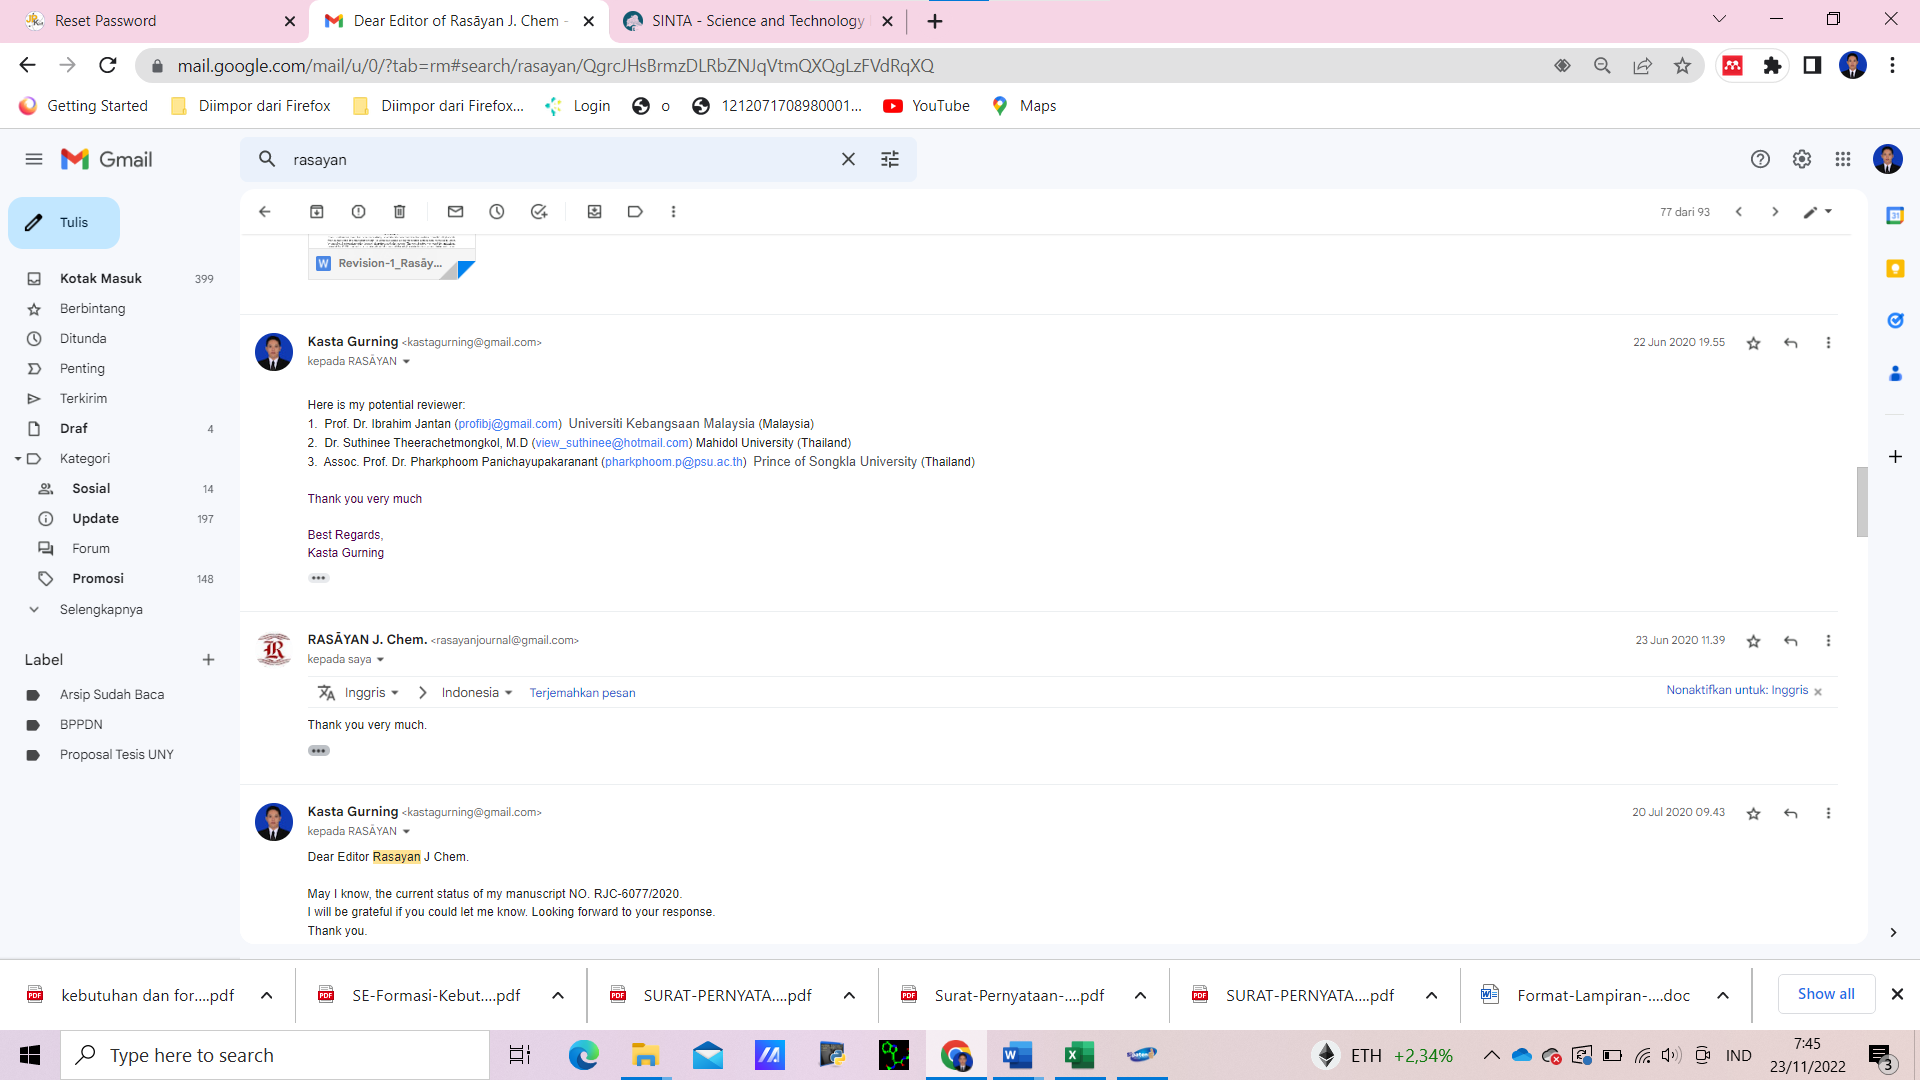 Reset Password
Dear Editor of Rasāyan J. Chem -
SINTA - Science and Technology
mail.google.com/mail/u/0/?tab=rm#search/rasayan/QgrcJHsBrmzDLRbZNJqVtmQXQgLzFVdRqXQ
Getting Started
Diimpor dari Firefox
Diimpor dari Firefox...
Login
o
1212071708980001...
YouTube
Maps
Gmail
rasayan
Tulis
77 dari 93
Kotak Masuk 399
Berbintang
Ditunda
Penting
Terkirim
Draf 4
Kategori
Sosial 14
Update 197
Forum
Promosi 148
Selengkapnya
Label
Arsip Sudah Baca
BPPDN
Proposal Tesis UNY
Revision-1_Rasāy...
Kasta Gurning <kastagurning@gmail.com> 22 Jun 2020 19.55
kepada RASĀYAN
Here is my potential reviewer:
1. Prof. Dr. Ibrahim Jantan (profibj@gmail.com) Universiti Kebangsaan Malaysia (Malaysia)
2. Dr. Suthinee Theerachetmongkol, M.D (view_suthinee@hotmail.com) Mahidol University (Thailand)
3. Assoc. Prof. Dr. Pharkphoom Panichayupakaranant (pharkphoom.p@psu.ac.th) Prince of Songkla University (Thailand)
Thank you very much
Best Regards,
Kasta Gurning
RASĀYAN J. Chem. <rasayanjournal@gmail.com> 23 Jun 2020 11.39
kepada saya
Inggris Indonesia Terjemahkan pesan Nonaktifkan untuk: Inggris
Thank you very much.
Kasta Gurning <kastagurning@gmail.com> 20 Jul 2020 09.43
kepada RASĀYAN
Dear Editor Rasayan J Chem.
May I know, the current status of my manuscript NO. RJC-6077/2020.
I will be grateful if you could let me know. Looking forward to your response.
Thank you.
kebutuhan dan for....pdf
SE-Formasi-Kebut....pdf
SURAT-PERNYATA....pdf
Surat-Pernyataan-....pdf
SURAT-PERNYATA....pdf
Format-Lampiran-....doc
Show all
Type here to search
ETH +2,34%
IND
7:45
23/11/2022
3